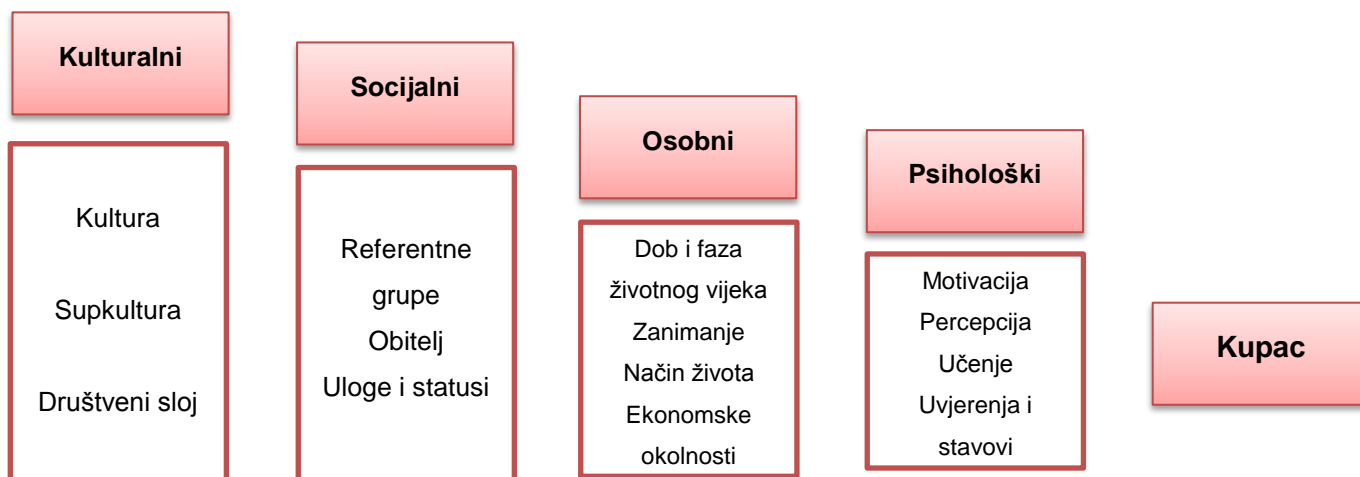 Kulturalni
Kultura
Supkultura
Društveni sloj
Socijalni
Referentne
grupe
Obitelj
Uloge i statusi
Osobni
Dob i faza
životnog vijeka
Zanimanje
Način života
Ekonomske
okolnosti
Psihološki
Motivacija
Percepcija
Učenje
Uvjerenja i
stavovi
Kupac